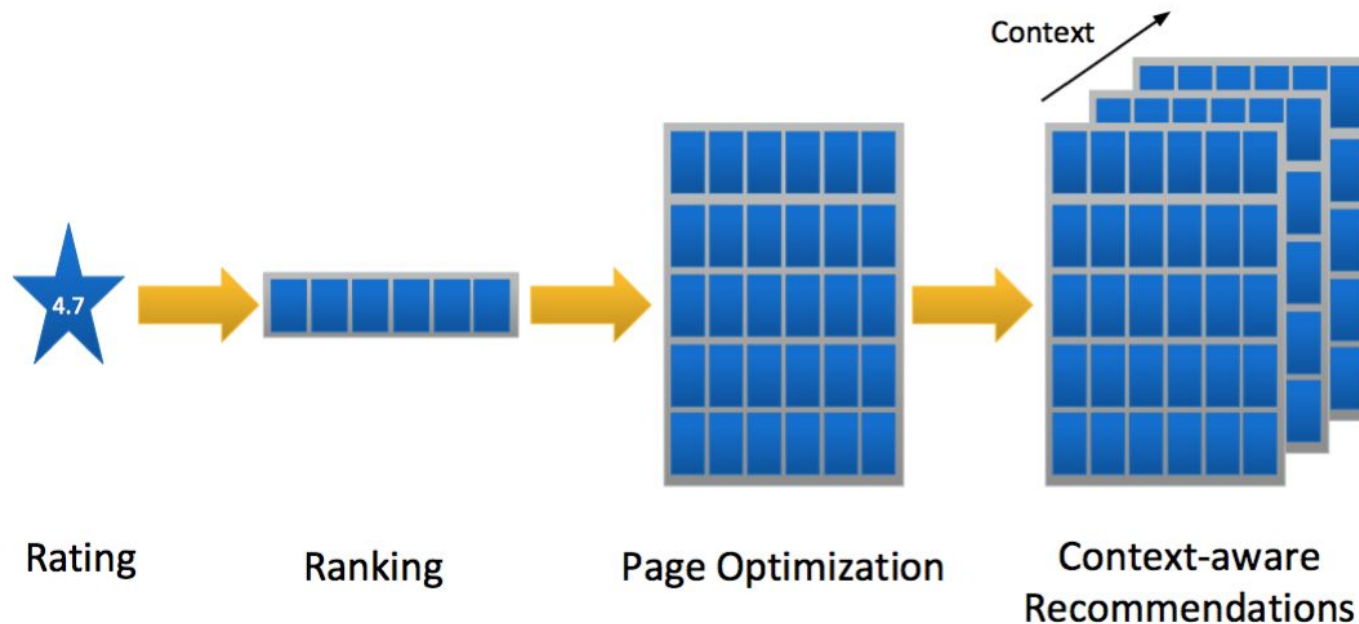 Context
4.7
Rating
Ranking
Page Optimization
Context-aware
Recommendations